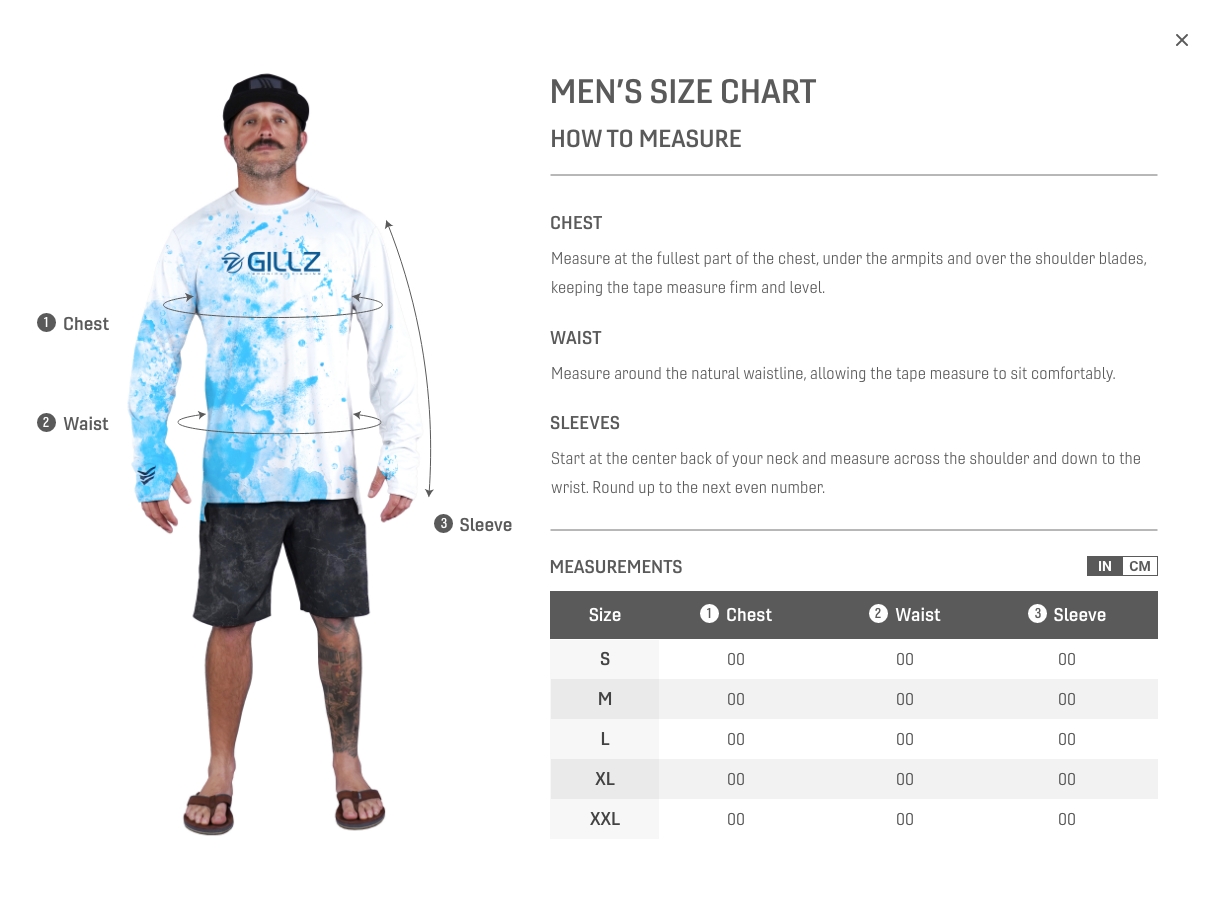 MEN’S SIZE CHART
HOW TO MEASURE
CHEST
Measure at the fullest part of the chest, under the armpits and over the shoulder blades,
keeping the tape measure firm and level.
WAIST
Measure around the natural waistline, allowing the tape measure to sit comfortably.
SLEEVES
Start at the center back of your neck and measure across the shoulder and down to the
wrist. Round up to the next even number.
GILLZ
1 Chest
2 Waist
3 Sleeve
MEASUREMENTS IN CM
Size 1 Chest 2 Waist 3 Sleeve
S 00 00 00
M 00 00 00
L 00 00 00
XL 00 00 00
XXL 00 00 00